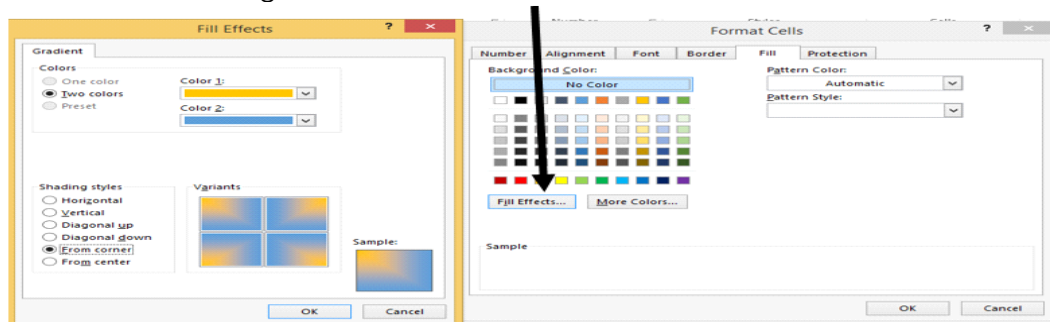 Fill Effects ? ×
Gradient
Colors
One color
Two colors
Preset
Color 1:
Color 2:
Shading styles
Horizontal
Vertical
Diagonal up
Diagonal down
From corner
From center
Variants
Sample:
OK Cancel
Format Cells ? ×
Number Alignment Font Border Fill Protection
Background Color:
No Color
Fill Effects... More Colors...
Pattern Color:
Automatic
Pattern Style:
Sample
OK Cancel